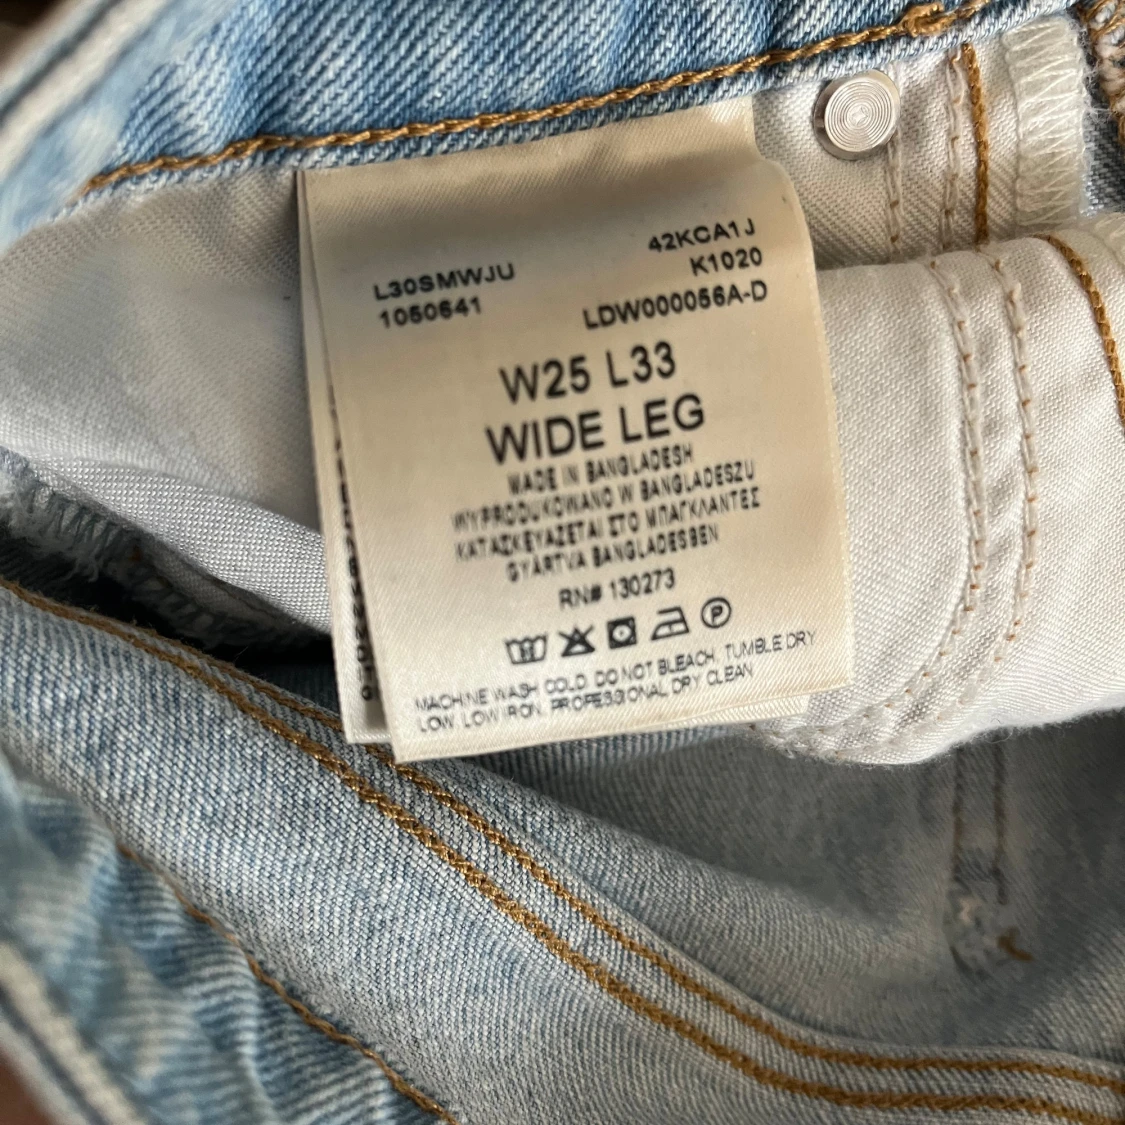 L30SMWJU
1050641
42KCA1J
K1020
LDW000056A-D
W25 L33
WIDE LEG
MADE IN BANGLADESH
WYPRODUKOWANO W BANGLADESZU
ΚΑΤΑΣΚΕΥΑΖΕΤΑΙ ΣΤΟ ΜΠΑΓΚΛΑΝΤΕΣ
GYÁRTVA BANGLADESBEN
RN# 130273
P
MACHINE WASH COLD DO NOT BLEACH, TUMBLE DRY
LOW LOW IRON, PROFESSIONAL DRY CLEAN